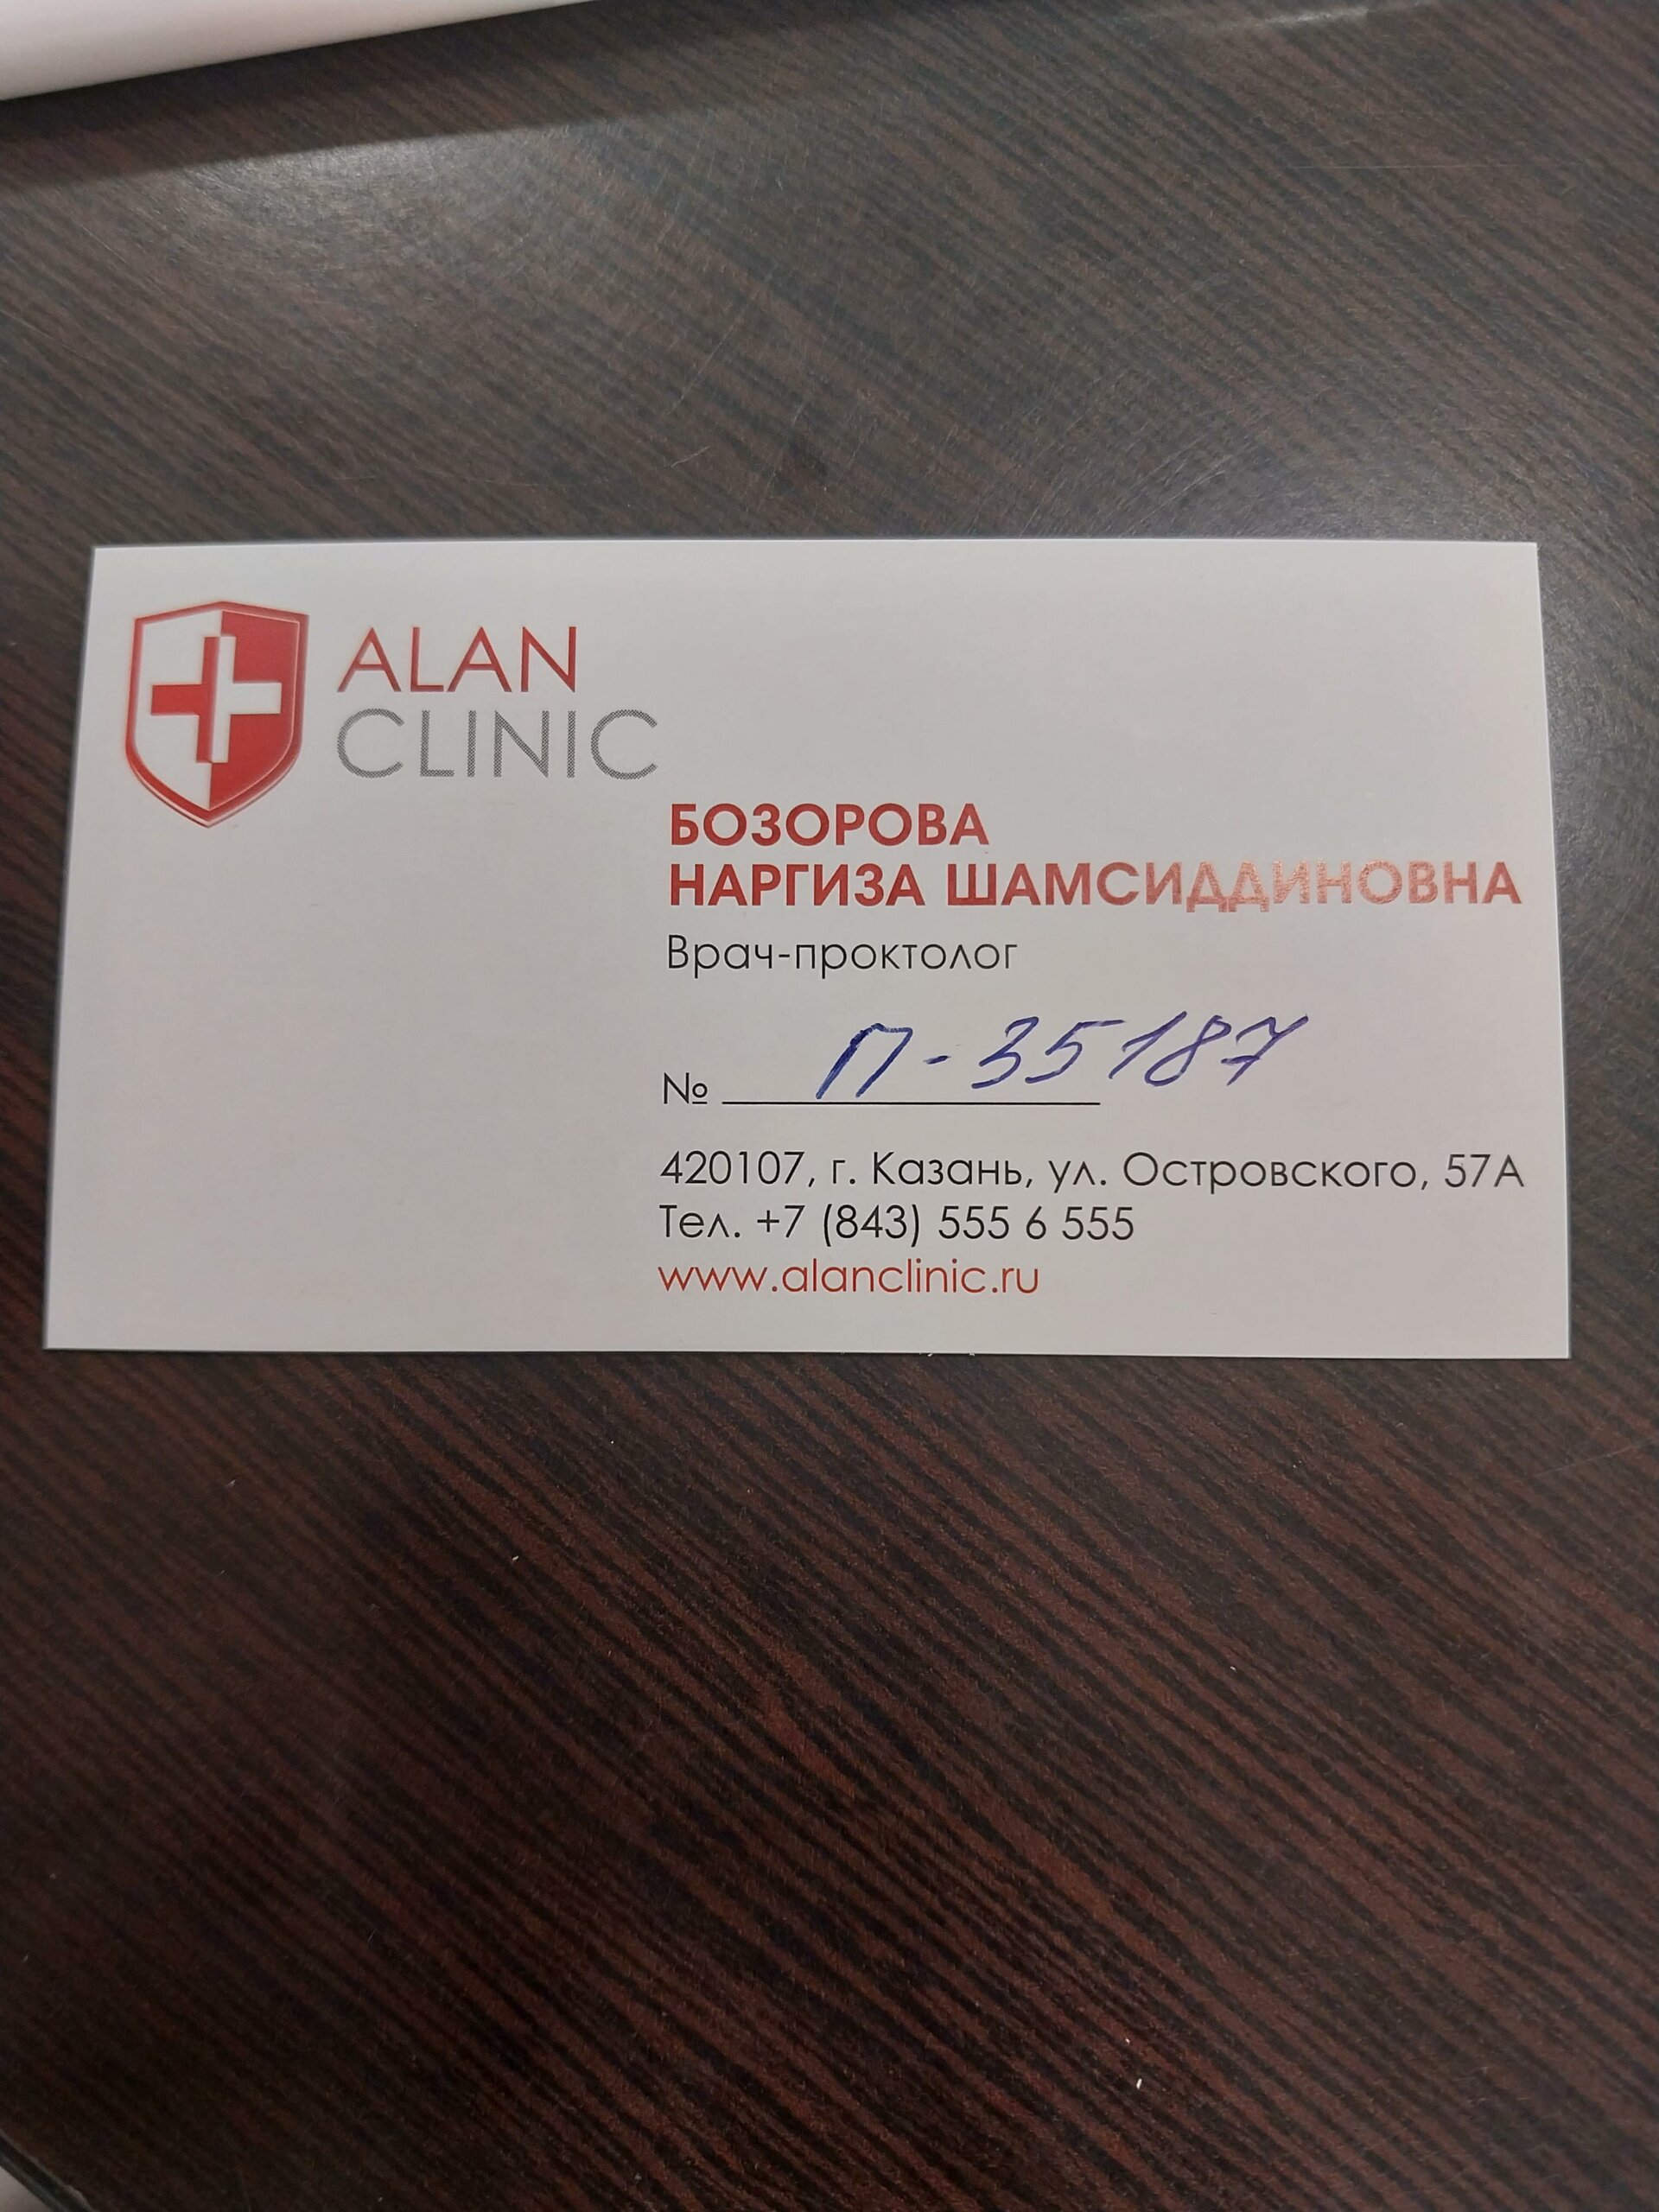 ALAN
CLINIC
БОЗОРОВА
НАРГИЗА ШАМСИДДИНОВНА
Врач-проктолог
№ П-35187
420107, г. Казань, ул. Островского, 57А
Тел. +7 (843) 555 6 555
www.alanclinic.ru